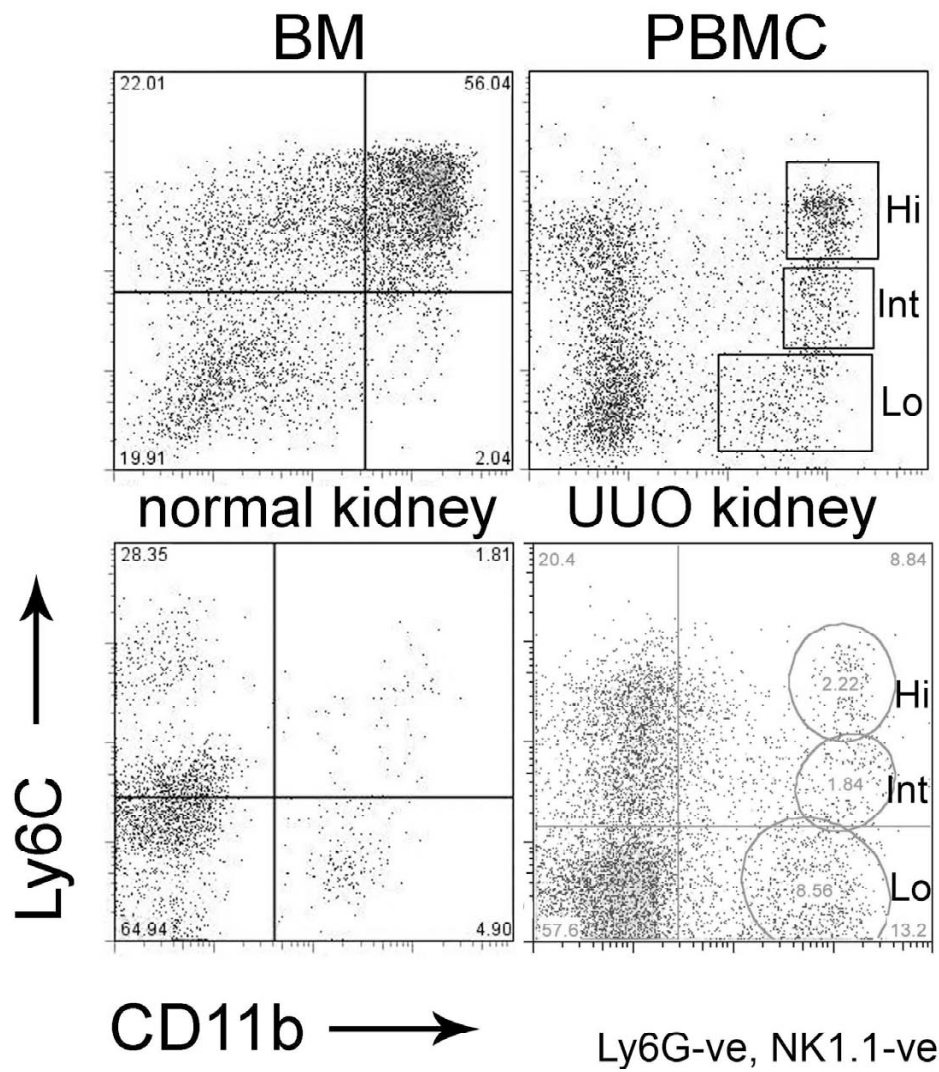 BM
PBMC
22.01
56.04
19.91
2.04
Hi
Int
Lo
normal kidney
UUO kidney
28.35
1.81
64.94
4.90
20.4
8.84
57.6
13.2
2.22
Hi
1.84
Int
8.56
Lo
Ly6C
CD11b
Ly6G-ve, NK1.1-ve